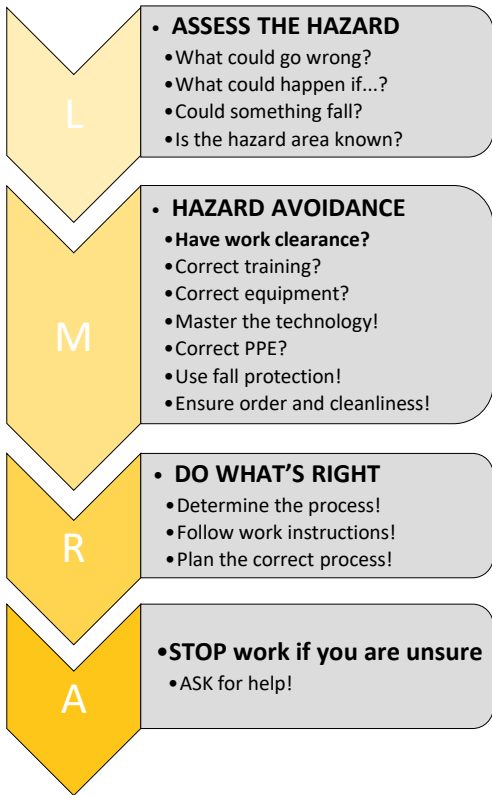 L
• ASSESS THE HAZARD
•What could go wrong?
•What could happen if...?
•Could something fall?
•Is the hazard area known?
M
• HAZARD AVOIDANCE
•Have work clearance?
•Correct training?
•Correct equipment?
•Master the technology!
•Correct PPE?
•Use fall protection!
•Ensure order and cleanliness!
R
• DO WHAT'S RIGHT
•Determine the process!
•Follow work instructions!
•Plan the correct process!
A
•STOP work if you are unsure
•ASK for help!